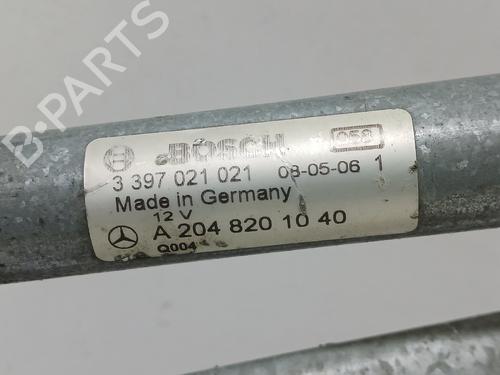 B-PARTS
BOSCH 058
3 397 021 021 08-05-06 1
Made in Germany
12 V
A 204 820 10 40
Q004